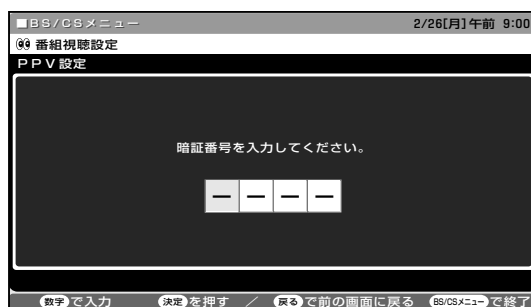 ■BS/CSメニュー 2/26[月]午前 9:00
番組視聴設定
PPV設定
暗証番号を入力してください。
－ － － －
数字で入力 決定を押す ／ 戻るで前の画面に戻る BS/CSメニューで終了